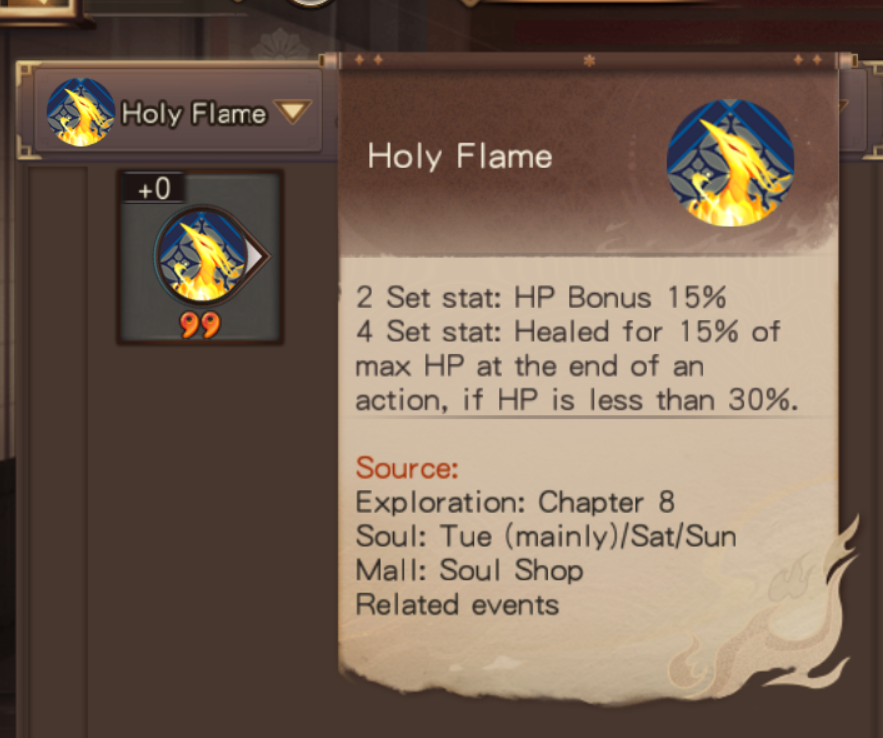 Holy Flame
+0
Holy Flame
2 Set stat: HP Bonus 15%
4 Set stat: Healed for 15% of
max HP at the end of an
action, if HP is less than 30%.
Source:
Exploration: Chapter 8
Soul: Tue (mainly)/Sat/Sun
Mall: Soul Shop
Related events